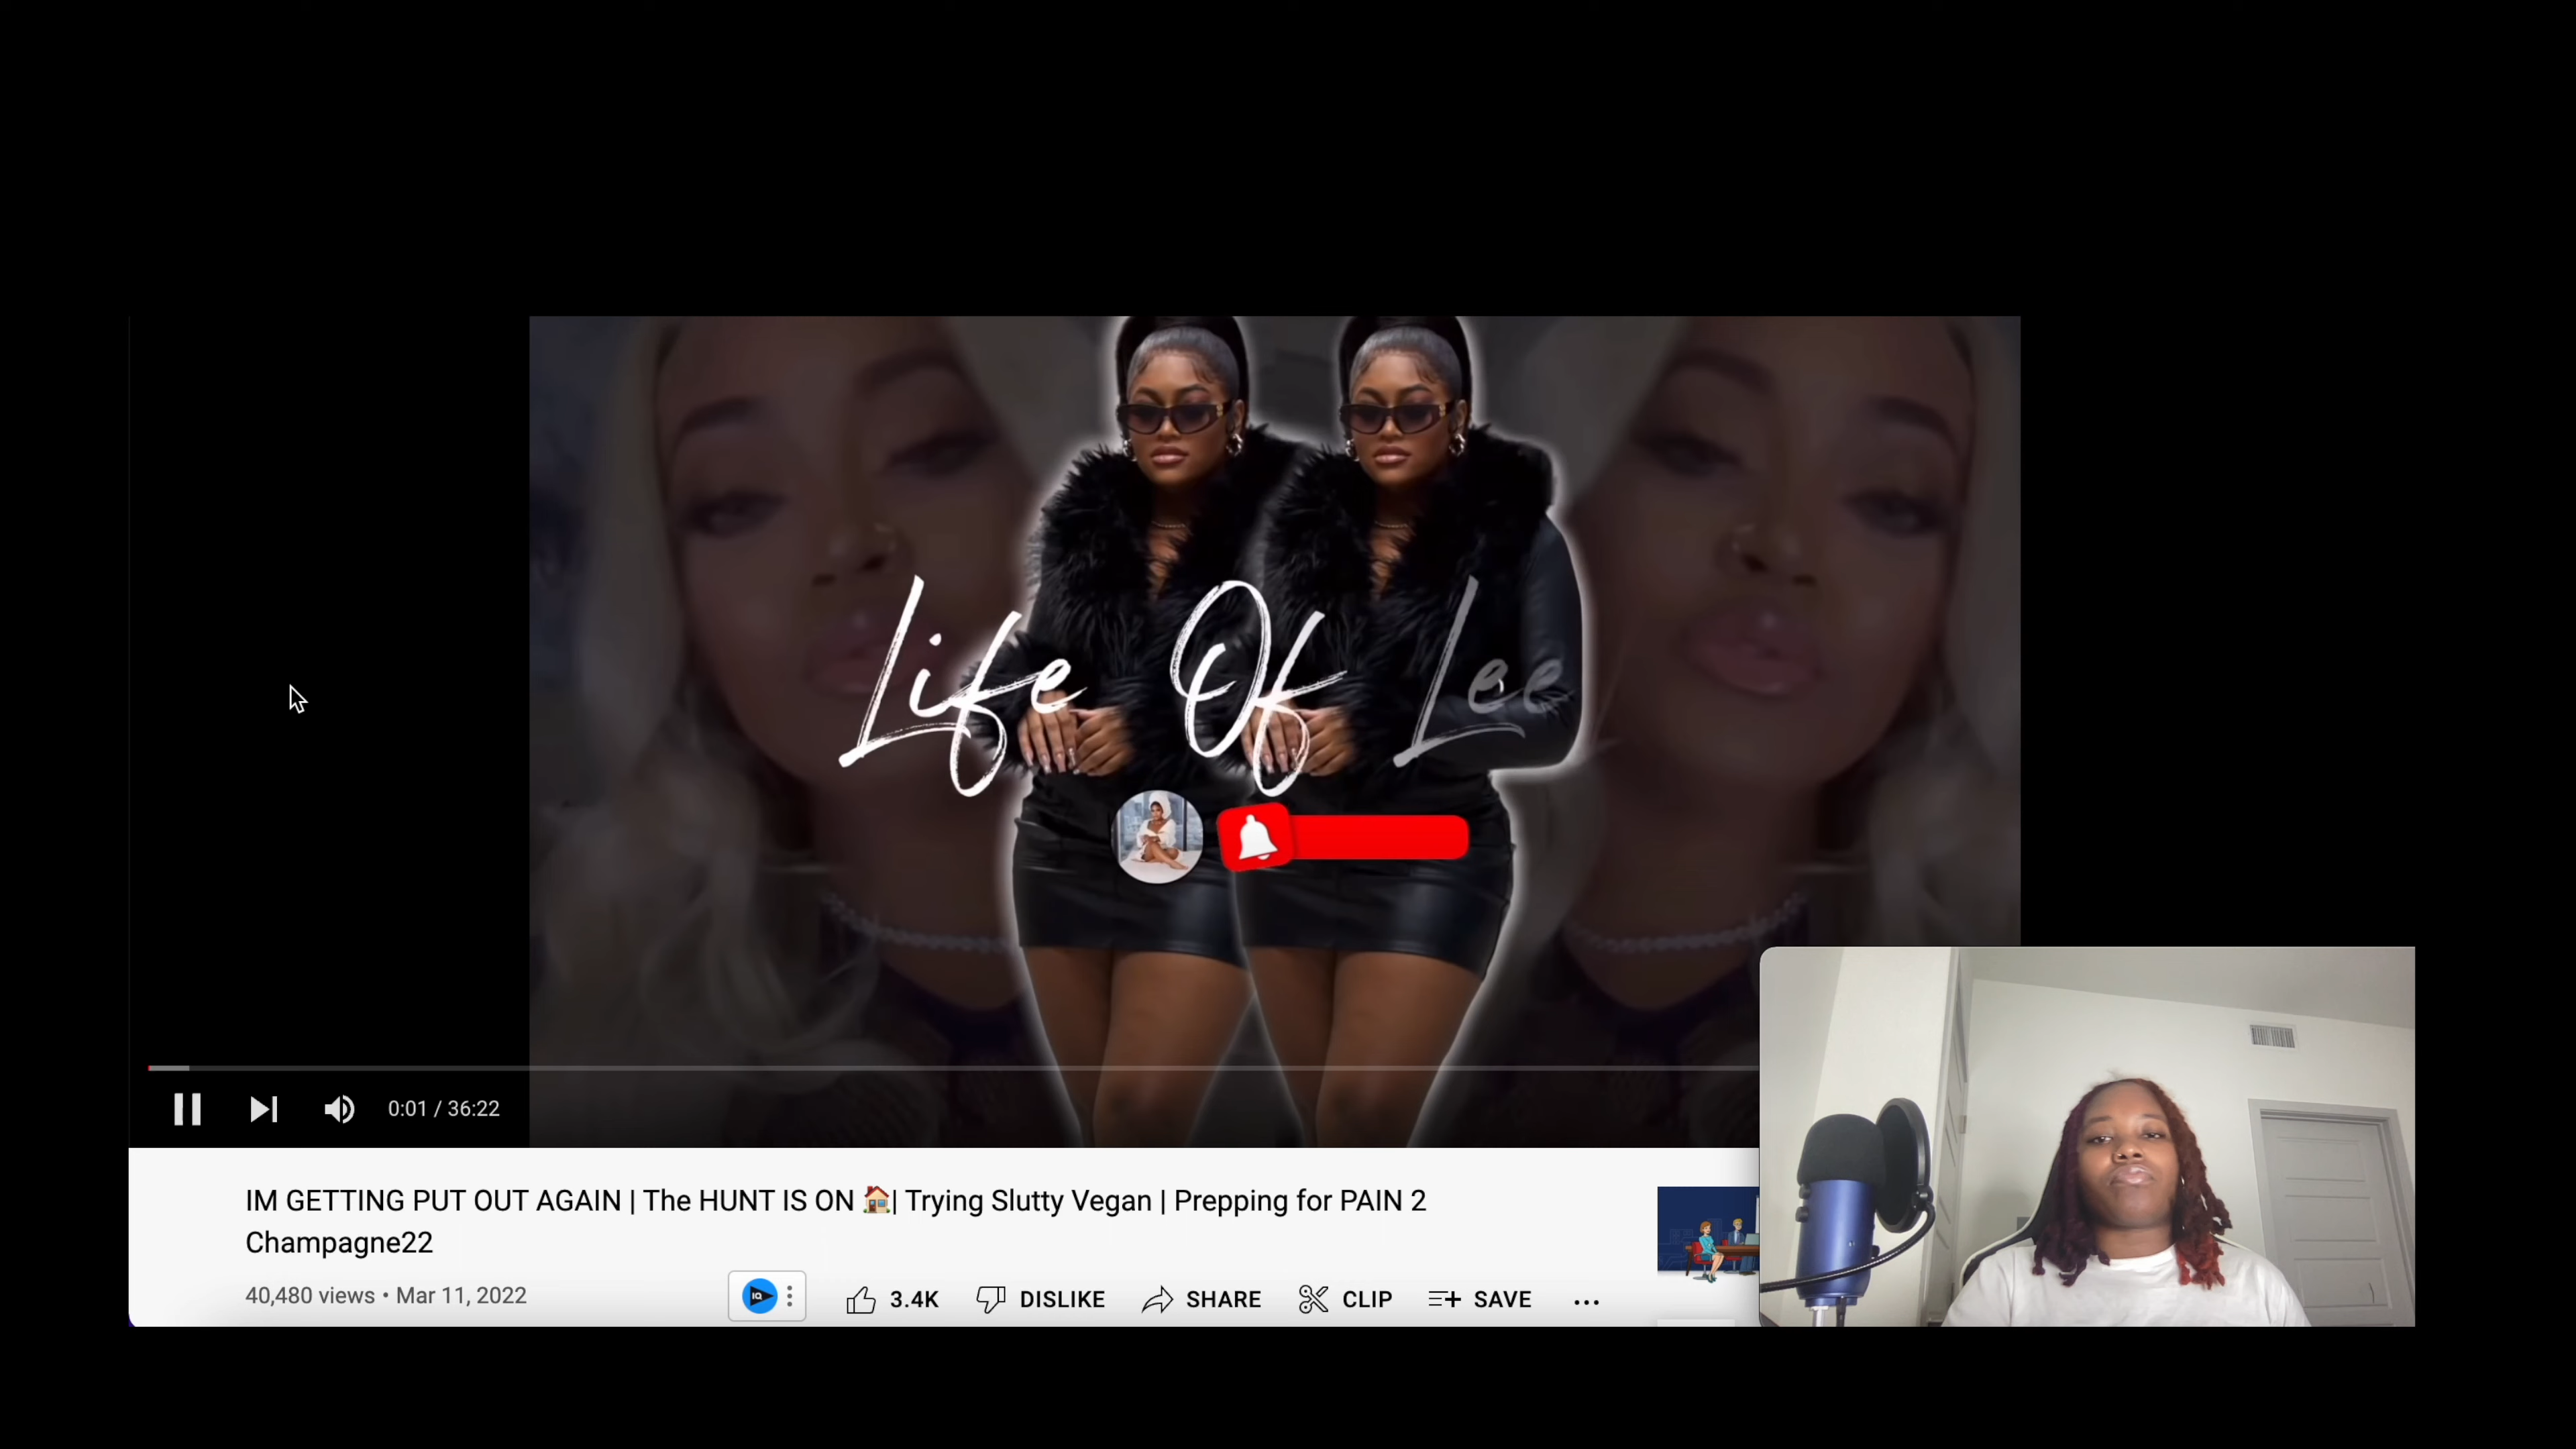 Life Of Lee
0:01 / 36:22
IM GETTING PUT OUT AGAIN | The HUNT IS ON 🏠| Trying Slutty Vegan | Prepping for PAIN 2
Champagne22
40,480 views • Mar 11, 2022
IQ
3.4K
DISLIKE
SHARE
CLIP
SAVE